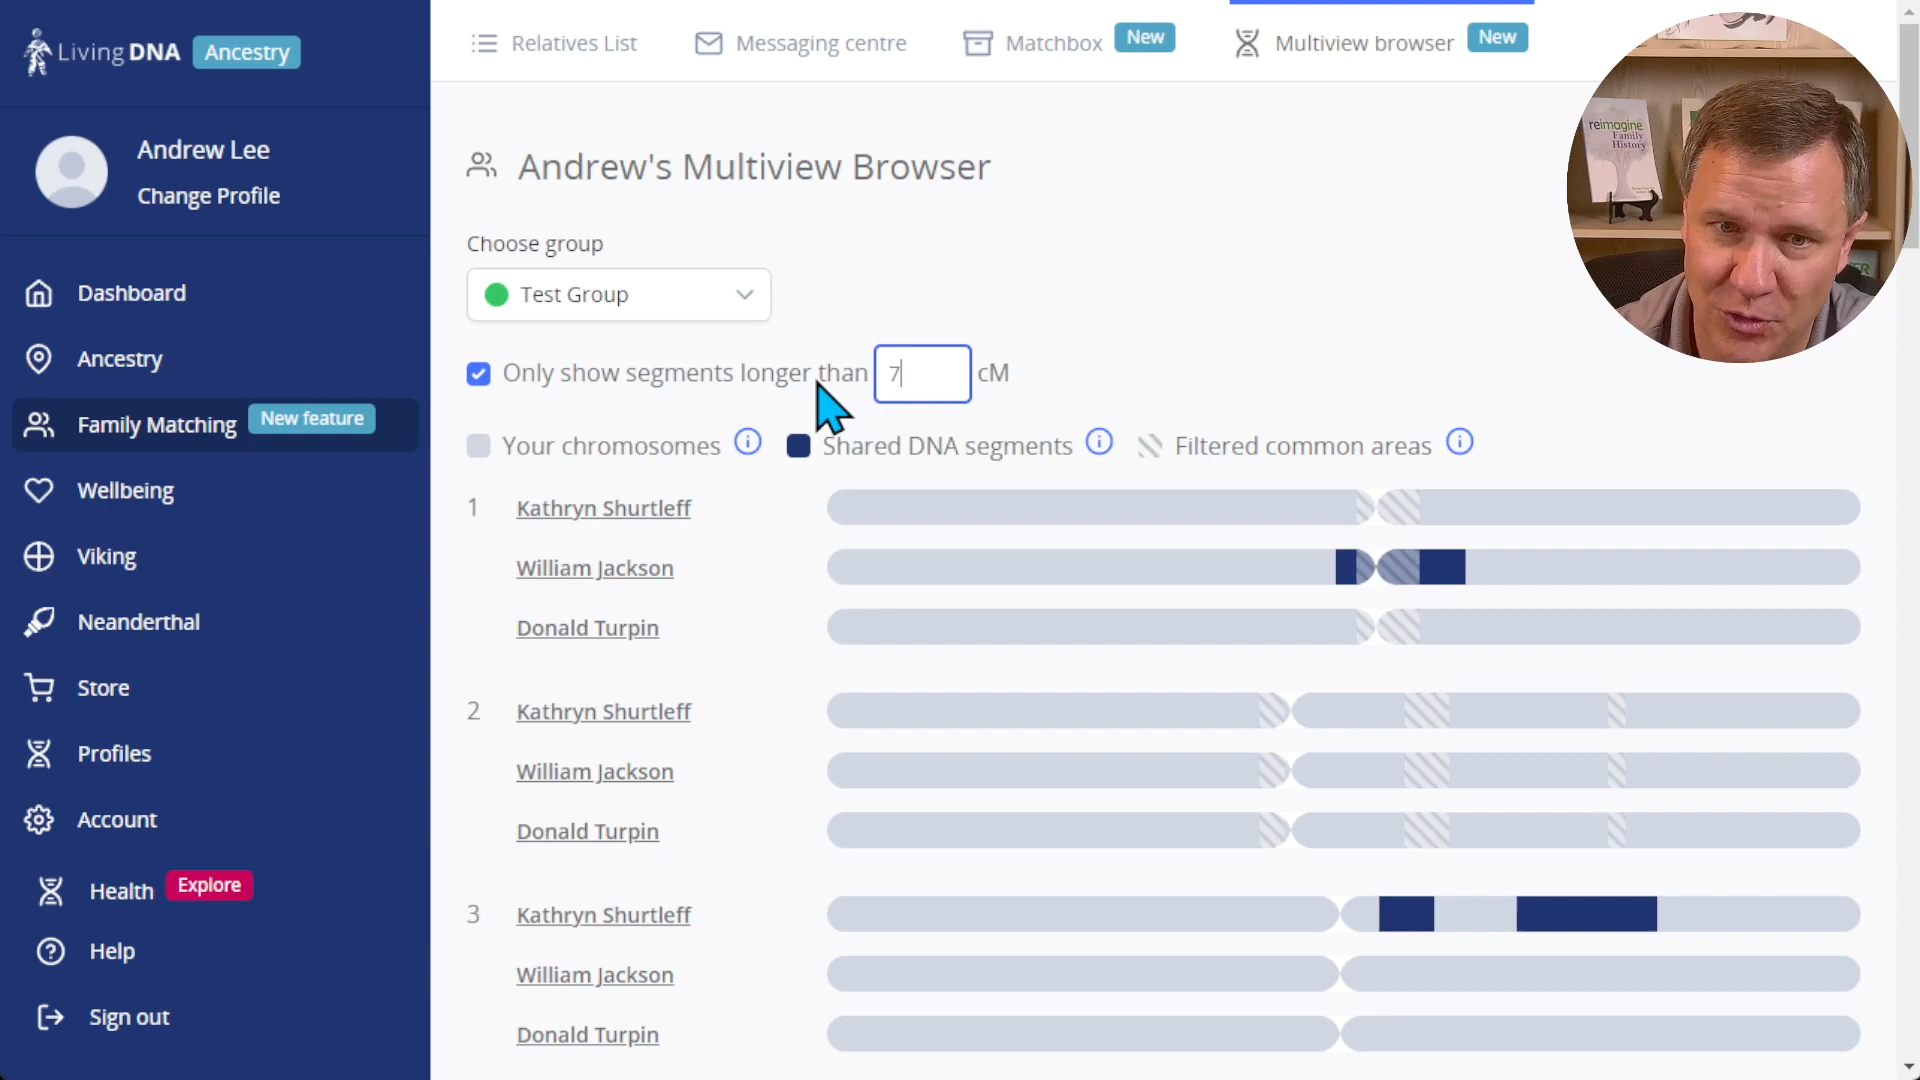 LivingDNA Ancestry
Relatives List
Messaging centre
Matchbox New
Multiview browser New
Andrew Lee
Change Profile
reimagine
Family
History
Andrew's Multiview Browser
Choose group
Test Group
Only show segments longer than 7 cM
Your chromosomes
Shared DNA segments
Filtered common areas
Dashboard
Ancestry
Family Matching New feature
Wellbeing
Viking
Neanderthal
Store
Profiles
Account
Health Explore
Help
Sign out
1 Kathryn Shurtleff
William Jackson
Donald Turpin
2 Kathryn Shurtleff
William Jackson
Donald Turpin
3 Kathryn Shurtleff
William Jackson
Donald Turpin